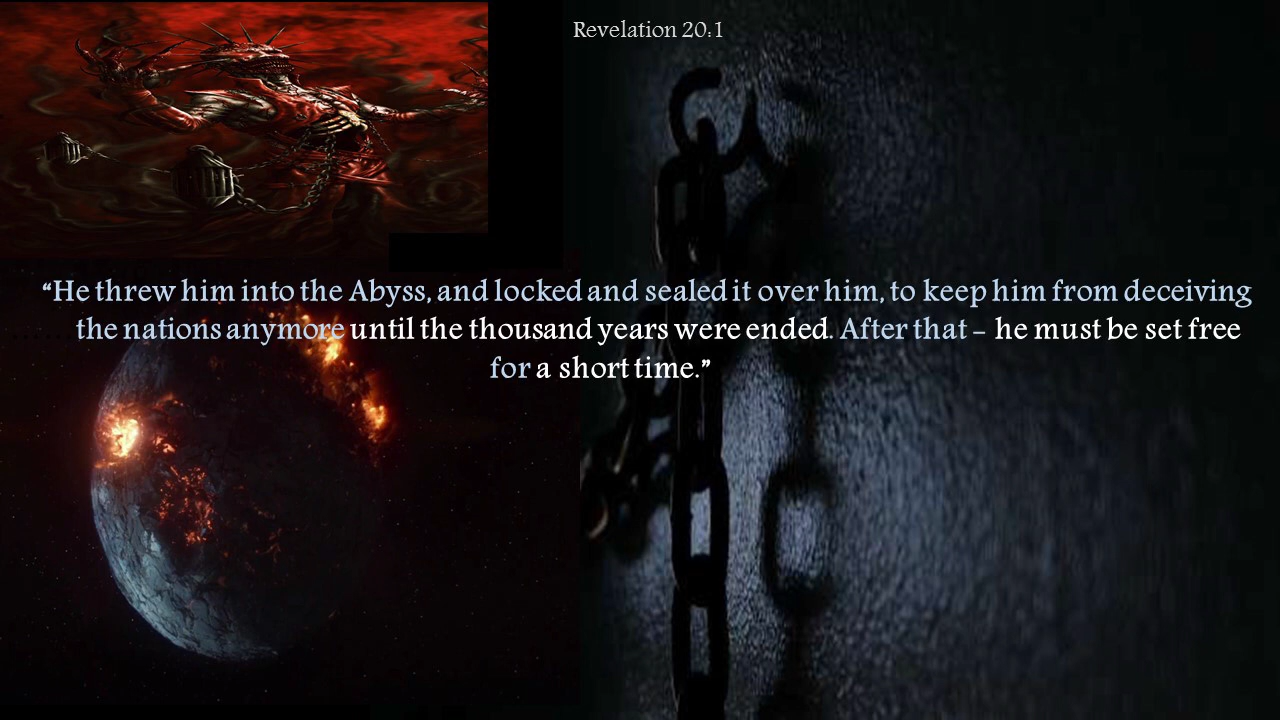 Revelation 20:1
“He threw him into the Abyss, and locked and sealed it over him, to keep him from deceiving
the nations anymore until the thousand years were ended. After that – he must be set free
for a short time.”